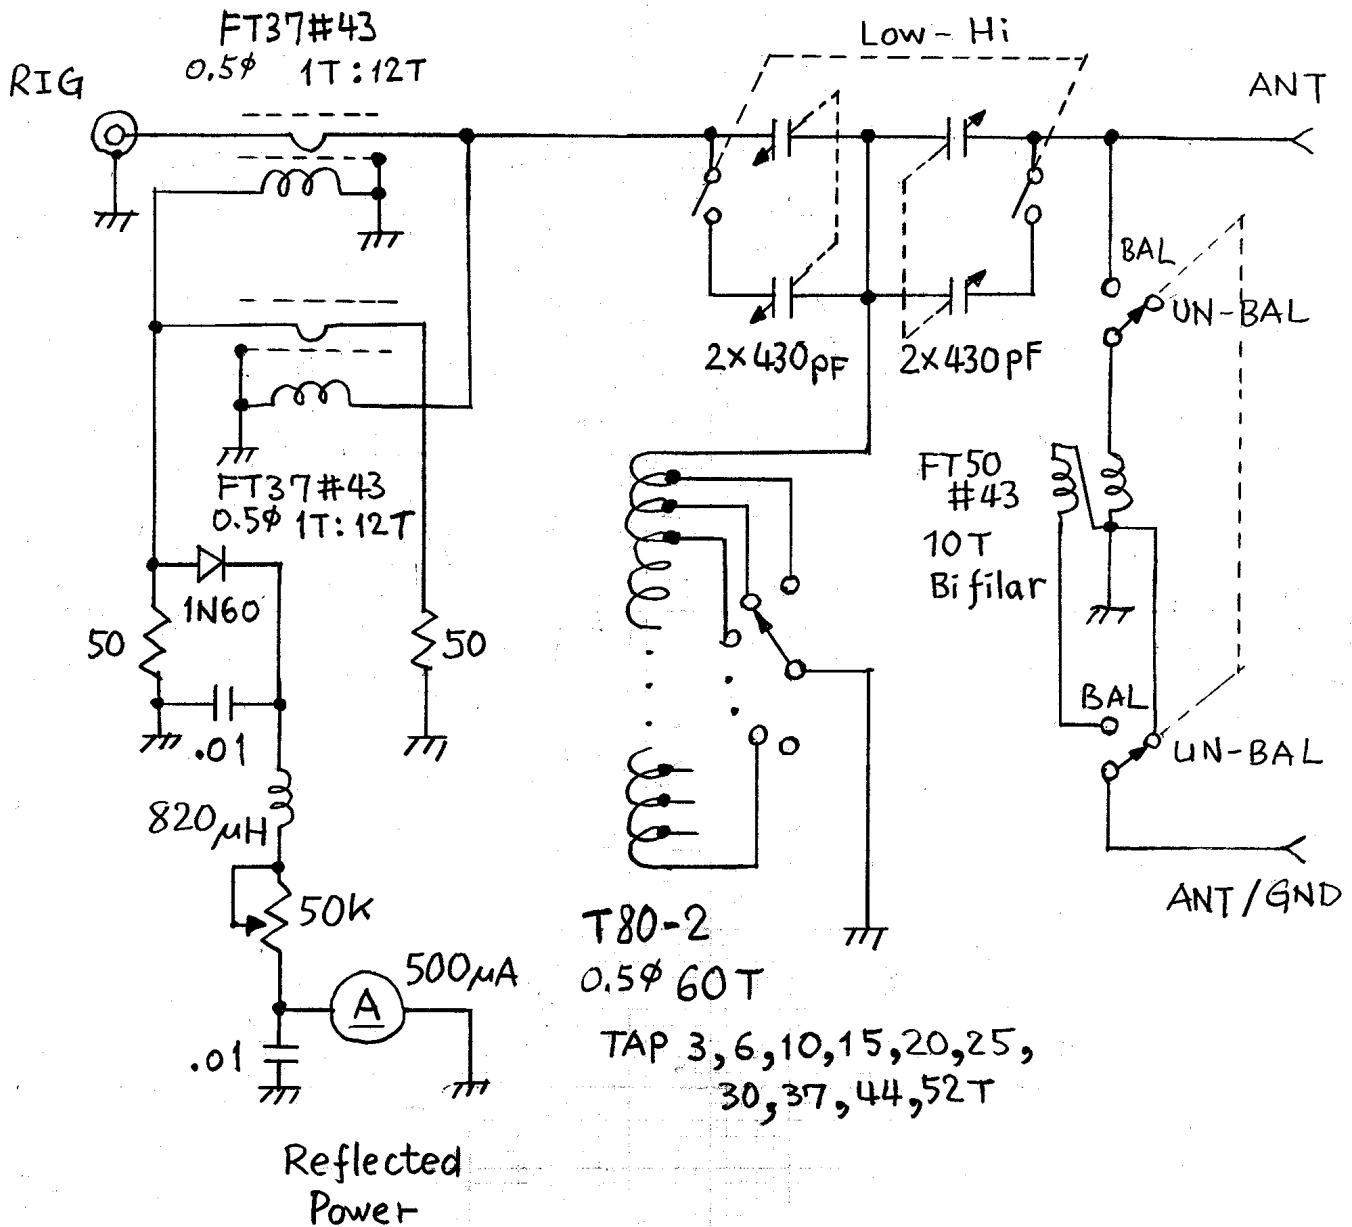 FT37#43
0.5φ 1T:12T
RIG
Low-Hi
ANT
BAL
UN-BAL
2×430pF
2×430pF
FT37#43
0.5φ 1T:12T
FT50
#43
10T
Bifilar
1N60
50
50
.01
BAL
UN-BAL
820μH
50K
500μA
A
.01
T80-2
0.5φ 60T
TAP 3,6,10,15,20,25,
30,37,44,52T
ANT/GND
Reflected
Power